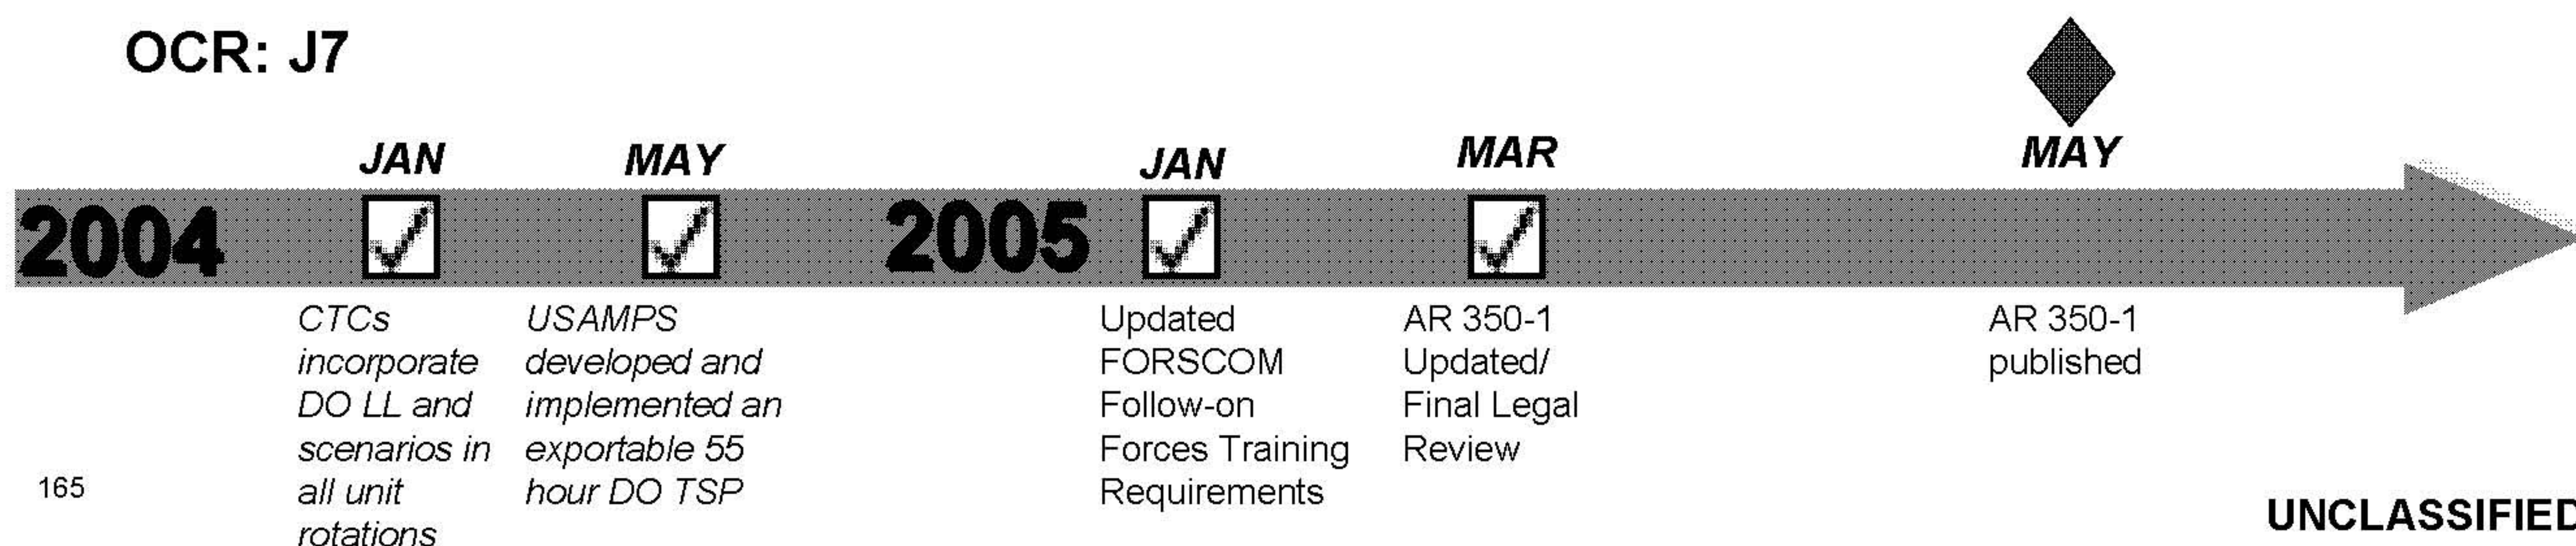 OCR: J7
JAN
MAY
JAN
MAR
MAY
2004
2005
CTCs
incorporate
DO LL and
scenarios in
all unit
rotations
USAMPS
developed and
implemented an
exportable 55
hour DO TSP
Updated
FORSCOM
Follow-on
Forces Training
Requirements
AR 350-1
Updated/
Final Legal
Review
AR 350-1
published
165
UNCLASSIFIED